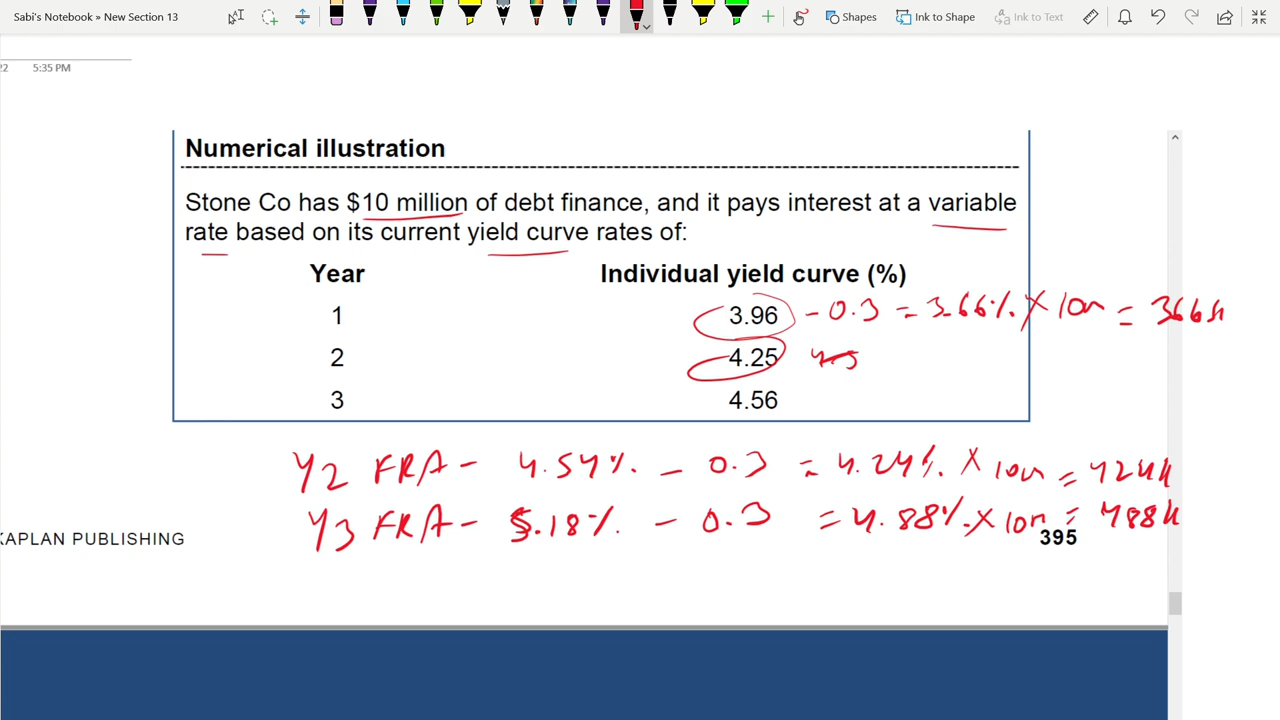 Sabi's Notebook » New Section 13
Shapes
Ink to Shape
Ink to Text
22 5:35 PM
Numerical illustration
Stone Co has $10 million of debt finance, and it pays interest at a variable
rate based on its current yield curve rates of:
Year Individual yield curve (%)
1 3.96 - 0.3 = 3.66% X 10m = 366k
2 4.25
3 4.56
Y2 FRA - 4.54% - 0.3 = 4.24% X 10m = 424k
Y3 FRA - 5.18% - 0.3 = 4.88% X 10m = 488k
KAPLAN PUBLISHING 395